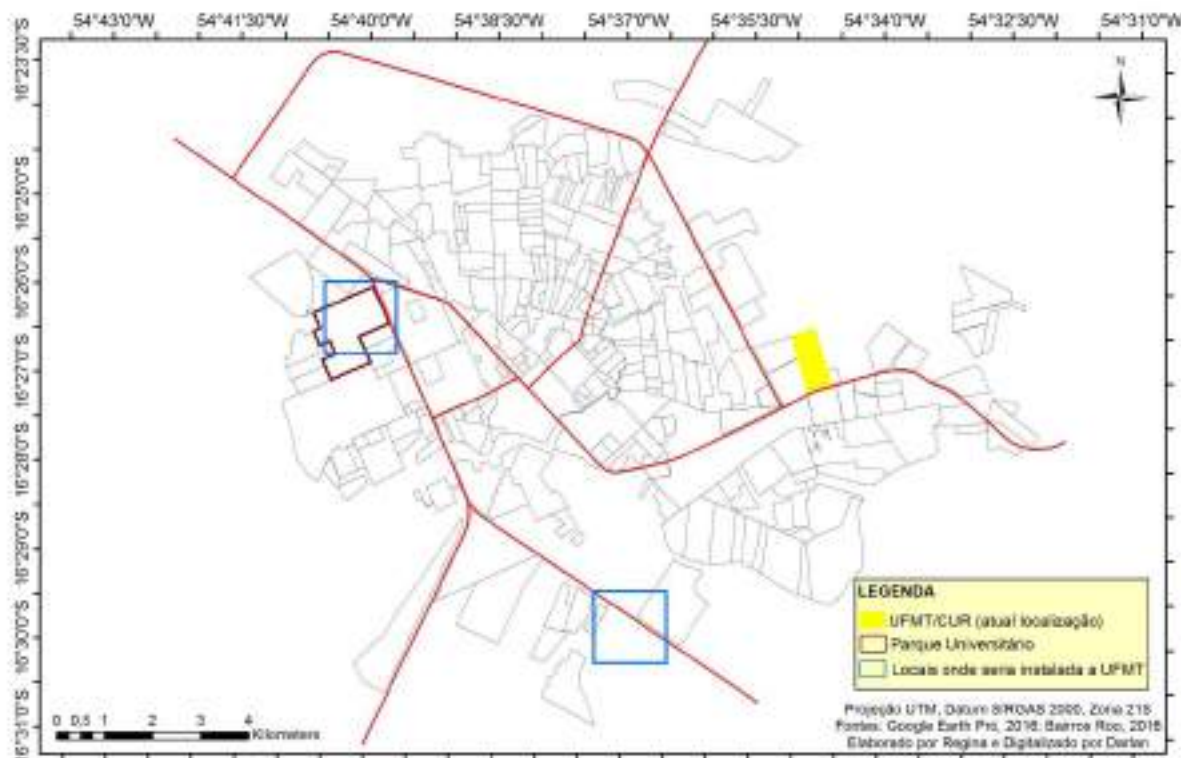 54°43'0"W 54°41'30"W 54°40'0"W 54°38'30"W 54°37'0"W 54°35'30"W 54°34'0"W 54°32'30"W 54°31'0"W
16°23'30"S
N
16°25'0"S
16°26'0"S
16°27'0"S
16°28'0"S
16°29'0"S
16°30'0"S
16°31'0"S
LEGENDA
UFMT/CUR (atual localização)
Parque Universitário
Locais onde seria instalada a UFMT
0 0,5 1 2 3 4
Kilometers
Projeção UTM, Datum SIRGAS 2000, Zona 21S
Fontes: Google Earth Pro, 2016; Bairros Roo, 2016
Elaborado por Regina e Digitalizado por Darlan